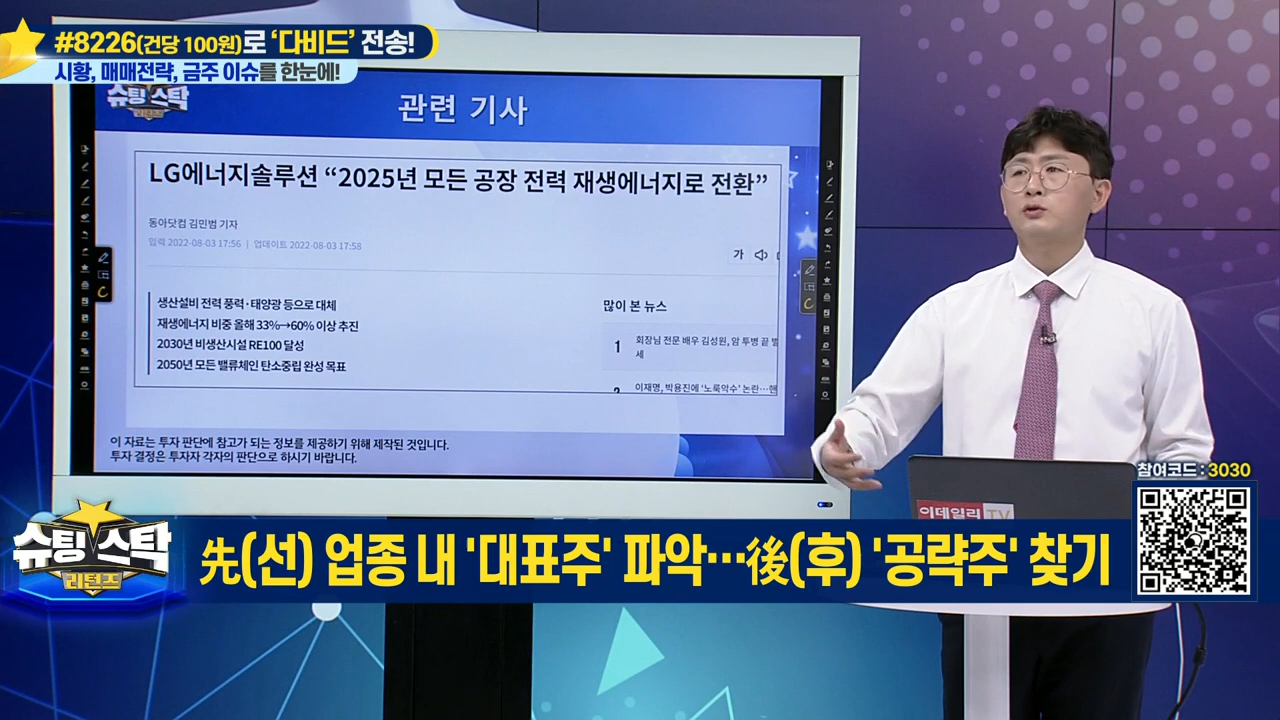 #8226(건당 100원)로 '다비드' 전송!
시황, 매매전략, 금주 이슈를 한눈에!
슈팅 스탁
리턴즈
관련 기사
LG에너지솔루션 “2025년 모든 공장 전력 재생에너지로 전환”
동아닷컴 김민범 기자
입력 2022-08-03 17:56 | 업데이트 2022-08-03 17:58
가
생산설비 전력 풍력·태양광 등으로 대체
재생에너지 비중 올해 33%→60% 이상 추진
2030년 비생산시설 RE100 달성
2050년 모든 밸류체인 탄소중립 완성 목표
많이 본 뉴스
1 회장님 전문 배우 김성원, 암 투병 끝 별
세
2 이재명, 박용진에 '노룩악수' 논란…핸
이 자료는 투자 판단에 참고가 되는 정보를 제공하기 위해 제작된 것입니다.
투자 결정은 투자자 각자의 판단으로 하시기 바랍니다.
이데일리TV
참여코드 : 3030
슈팅 스탁
리턴즈
先(선) 업종 내 '대표주' 파악…後(후) '공략주' 찾기